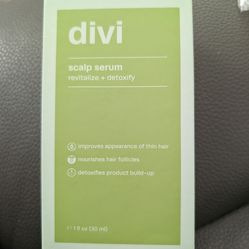 divi
scalp serum
revitalize + detoxify
improves appearance of thin hair
nourishes hair follicles
detoxifies product build-up
1 fl oz (30 ml)